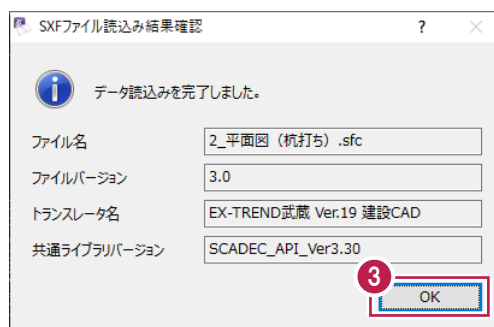 SXFファイル読込み結果確認 ?
データ読込みを完了しました。
ファイル名 2_平面図（杭打ち）.sfc
ファイルバージョン 3.0
トランスレータ名 EX-TREND武蔵 Ver.19 建設CAD
共通ライブラリバージョン SCADEC_API_Ver3.30
3
OK